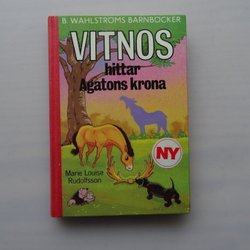 B. WAHLSTRÖMS BARNBÖCKER
VITNOS
hittar
Agatons krona
NY
Marie Louise
Rudolfsson